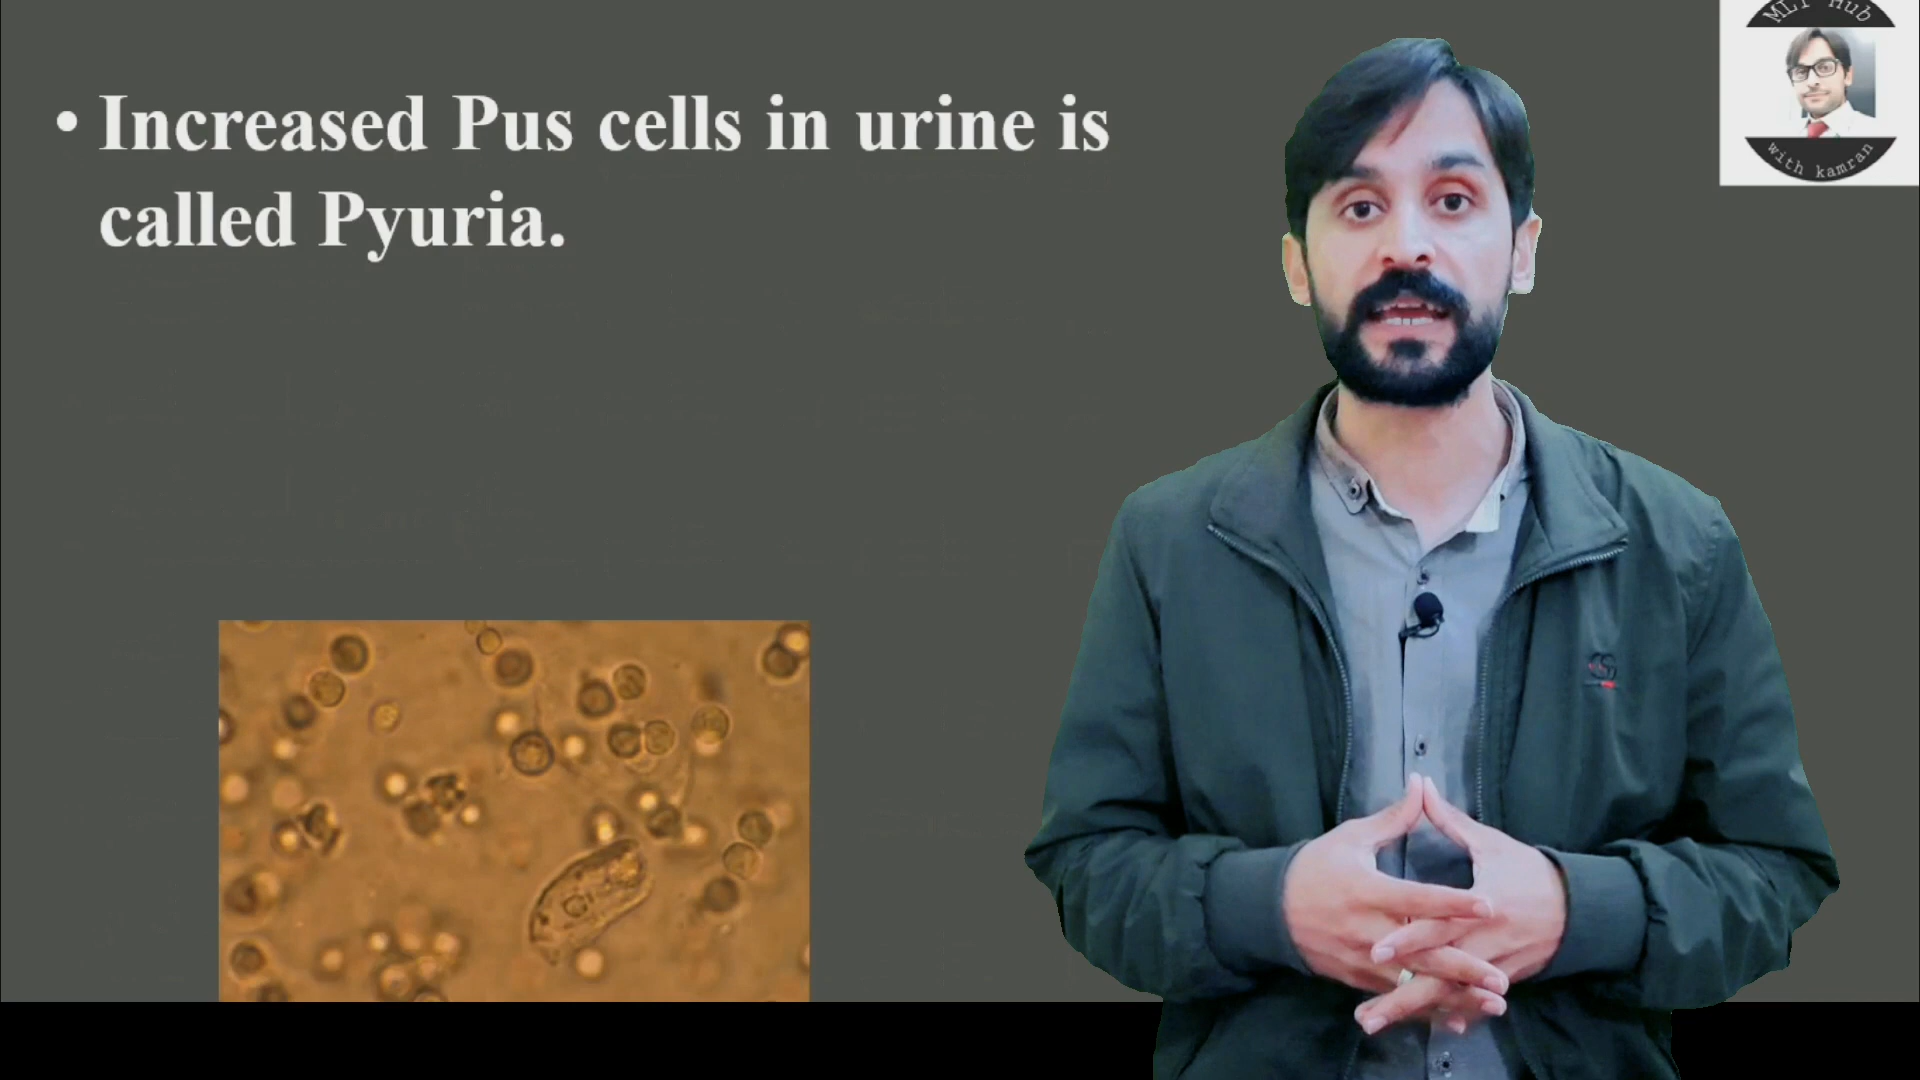 • Increased Pus cells in urine is
called Pyuria.
MLT Hub
with kamran